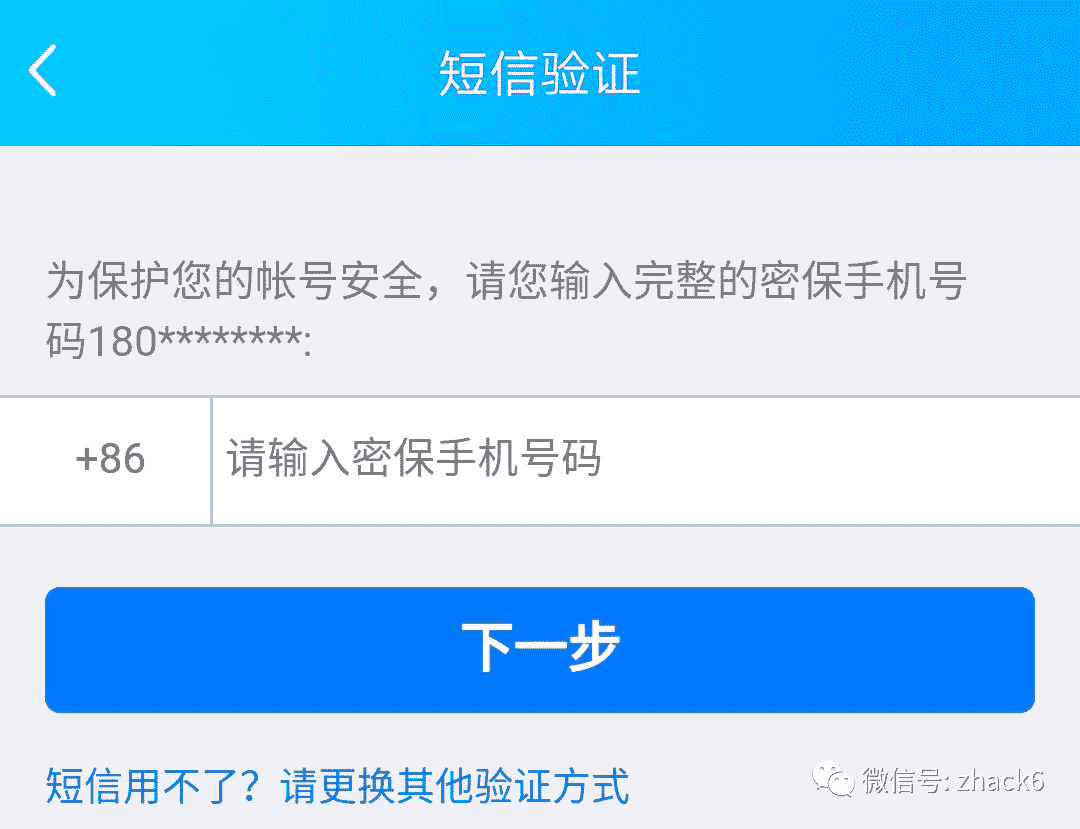 短信验证
为保护您的帐号安全，请您输入完整的密保手机号
码180********:
+86 请输入密保手机号码
下一步
短信用不了？请更换其他验证方式
微信号: zhack6